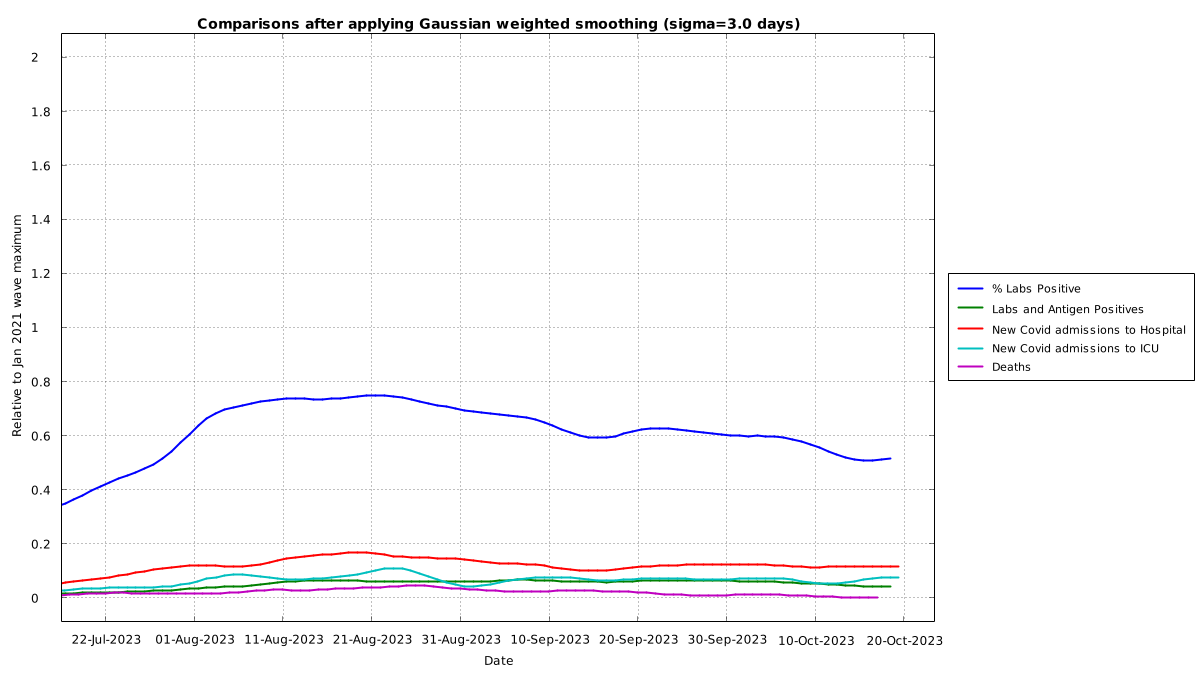 Comparisons after applying Gaussian weighted smoothing (sigma=3.0 days)
Relative to Jan 2021 wave maximum
2
1.8
1.6
1.4
1.2
1
0.8
0.6
0.4
0.2
0
22-Jul-2023 01-Aug-2023 11-Aug-2023 21-Aug-2023 31-Aug-2023 10-Sep-2023 20-Sep-2023 30-Sep-2023 10-Oct-2023 20-Oct-2023
Date
% Labs Positive
Labs and Antigen Positives
New Covid admissions to Hospital
New Covid admissions to ICU
Deaths